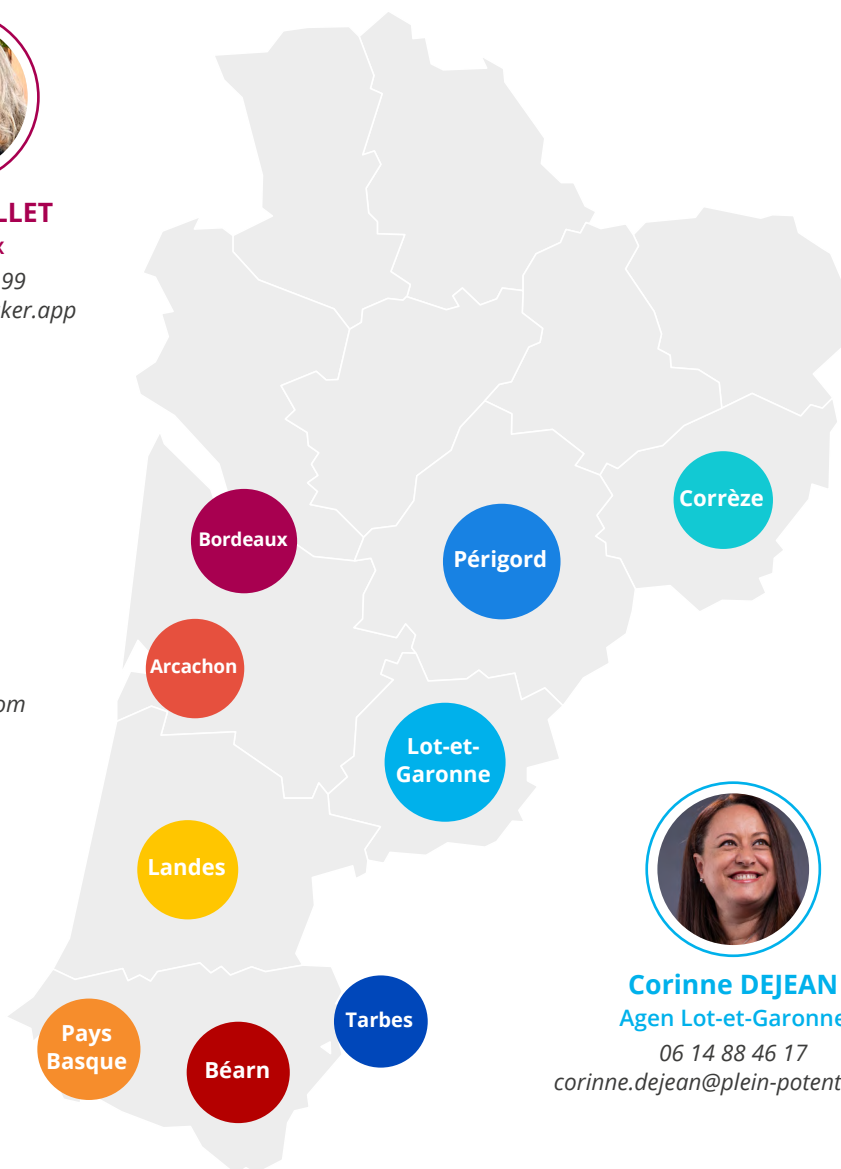 LLET
x
99
ker.app
Bordeaux
Périgord
Corrèze
Arcachon
om
Lot-et-
Garonne
Landes
Tarbes
Pays
Basque
Béarn
Corinne DEJEAN
Agen Lot-et-Garonne
06 14 88 46 17
corinne.dejean@plein-potent